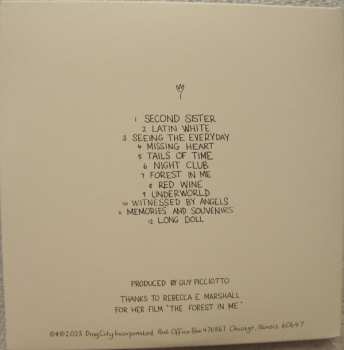 1 SECOND SISTER
2 LATIN WHITE
3 SEEING THE EVERYDAY
4 MISSING HEART
5 TAILS OF TIME
6 NIGHT CLUB
7 FOREST IN ME
8 RED WINE
9 UNDERWORLD
10 WITNESSED BY ANGELS
11 MEMORIES AND SOUVENIRS
12 LONG DOLL
PRODUCED BY GUY PICCIOTTO
THANKS TO REBECCA E. MARSHALL
FOR HER FILM "THE FOREST IN ME"
℗©2023 Drag City Incorporated. Post Office Box 476867 Chicago, Illinois 60647